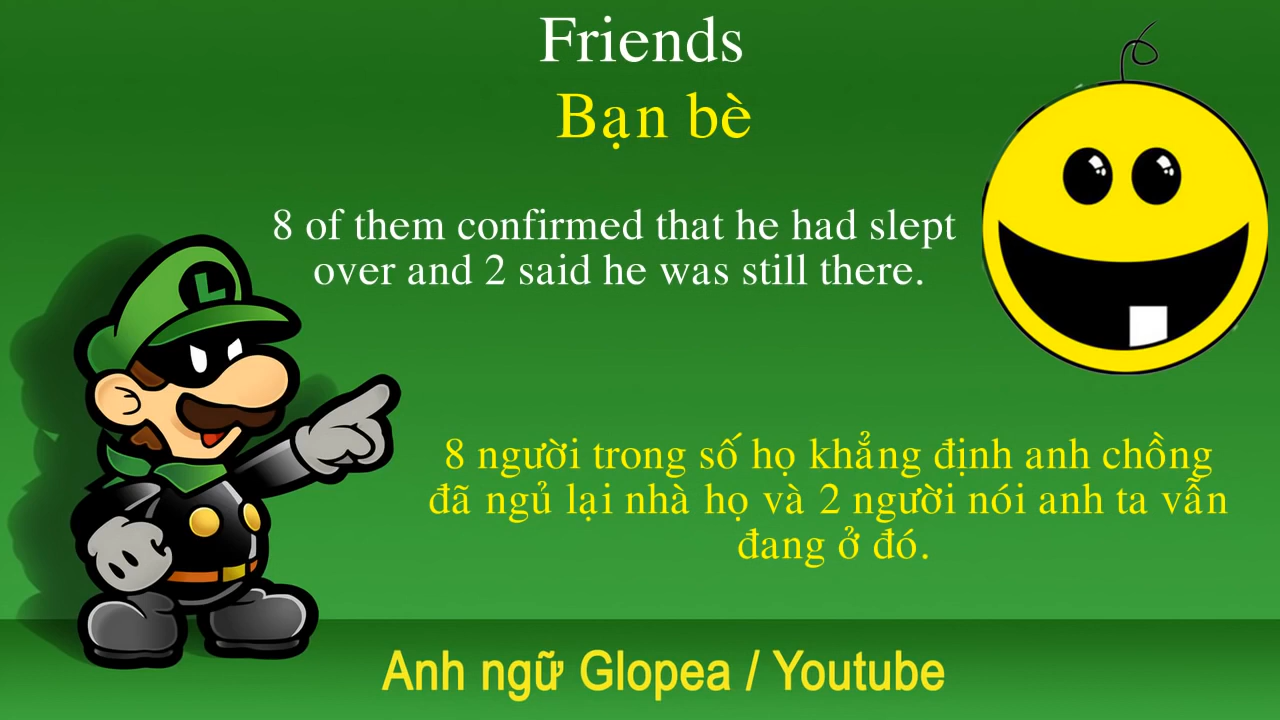 Friends
Bạn bè
8 of them confirmed that he had slept
over and 2 said he was still there.
L
8 người trong số họ khẳng định anh chồng
đã ngủ lại nhà họ và 2 người nói anh ta vẫn
đang ở đó.
Anh ngữ Glopea / Youtube